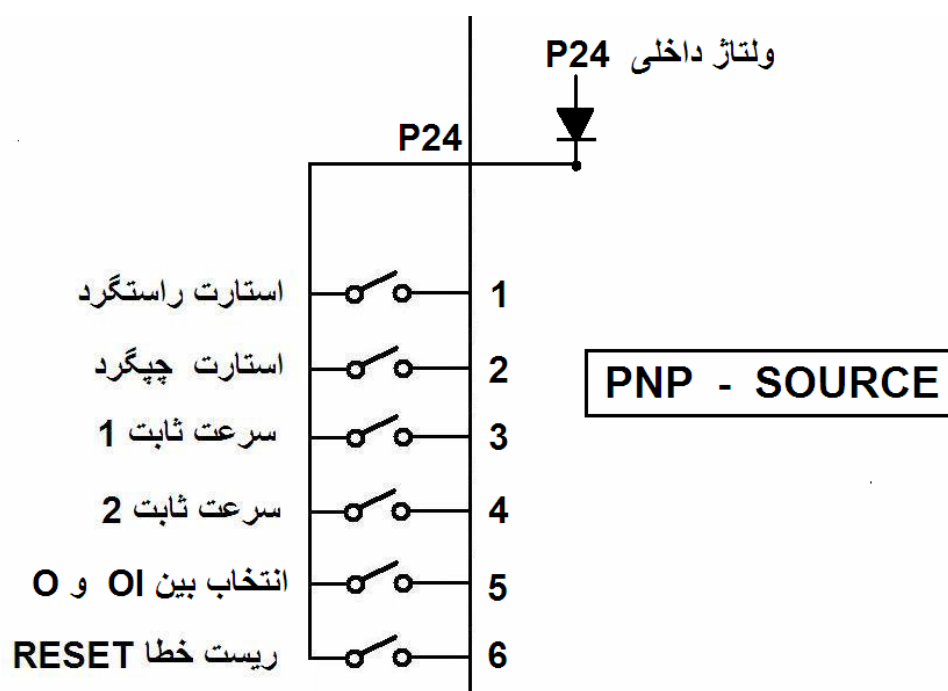 ولتاژ داخلی P24
P24
استارت راستگرد 1
استارت چپگرد 2
سرعت ثابت 1 3
سرعت ثابت 2 4
انتخاب بین OI و O 5
ریست خطا RESET 6
PNP - SOURCE